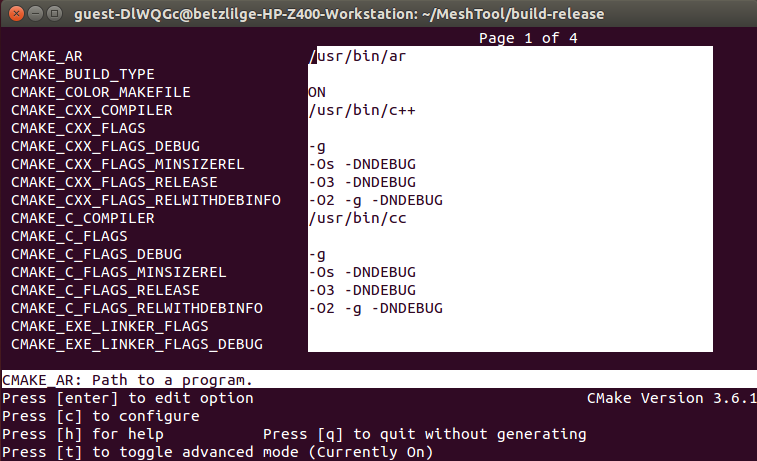 guest-DlWQGc@betzlilge-HP-Z400-Workstation: ~/MeshTool/build-release
Page 1 of 4
CMAKE_AR /usr/bin/ar
CMAKE_BUILD_TYPE
CMAKE_COLOR_MAKEFILE ON
CMAKE_CXX_COMPILER /usr/bin/c++
CMAKE_CXX_FLAGS
CMAKE_CXX_FLAGS_DEBUG -g
CMAKE_CXX_FLAGS_MINSIZEREL -Os -DNDEBUG
CMAKE_CXX_FLAGS_RELEASE -O3 -DNDEBUG
CMAKE_CXX_FLAGS_RELWITHDEBINFO -O2 -g -DNDEBUG
CMAKE_C_COMPILER /usr/bin/cc
CMAKE_C_FLAGS
CMAKE_C_FLAGS_DEBUG -g
CMAKE_C_FLAGS_MINSIZEREL -Os -DNDEBUG
CMAKE_C_FLAGS_RELEASE -O3 -DNDEBUG
CMAKE_C_FLAGS_RELWITHDEBINFO -O2 -g -DNDEBUG
CMAKE_EXE_LINKER_FLAGS
CMAKE_EXE_LINKER_FLAGS_DEBUG
CMAKE_AR: Path to a program.
Press [enter] to edit option CMake Version 3.6.1
Press [c] to configure
Press [h] for help Press [q] to quit without generating
Press [t] to toggle advanced mode (Currently On)